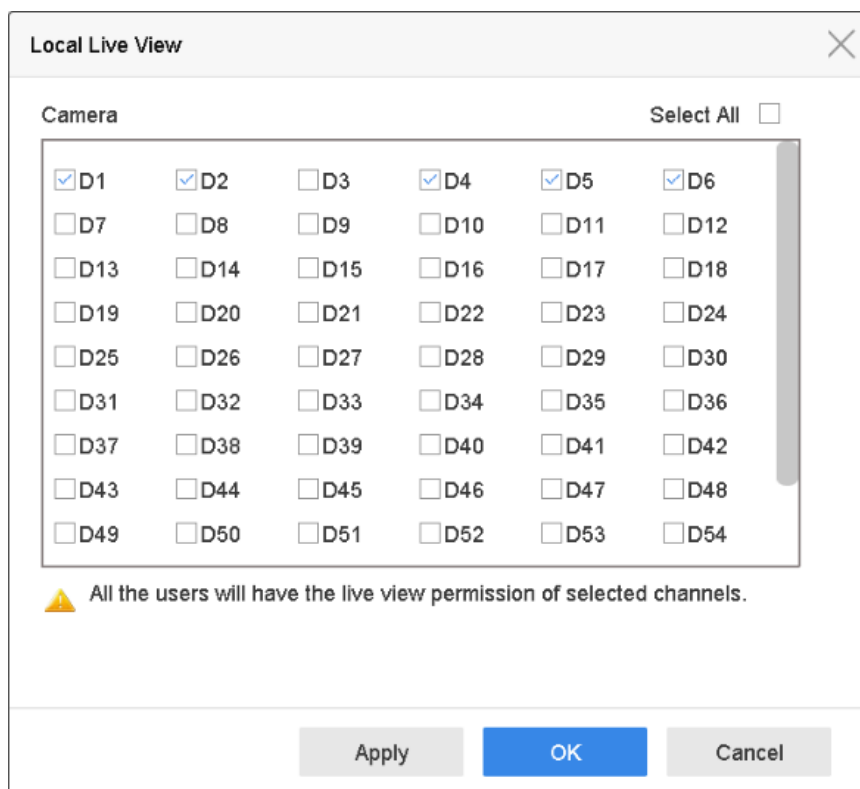 Local Live View
Camera Select All
D1 D2 D3 D4 D5 D6
D7 D8 D9 D10 D11 D12
D13 D14 D15 D16 D17 D18
D19 D20 D21 D22 D23 D24
D25 D26 D27 D28 D29 D30
D31 D32 D33 D34 D35 D36
D37 D38 D39 D40 D41 D42
D43 D44 D45 D46 D47 D48
D49 D50 D51 D52 D53 D54
All the users will have the live view permission of selected channels.
Apply OK Cancel